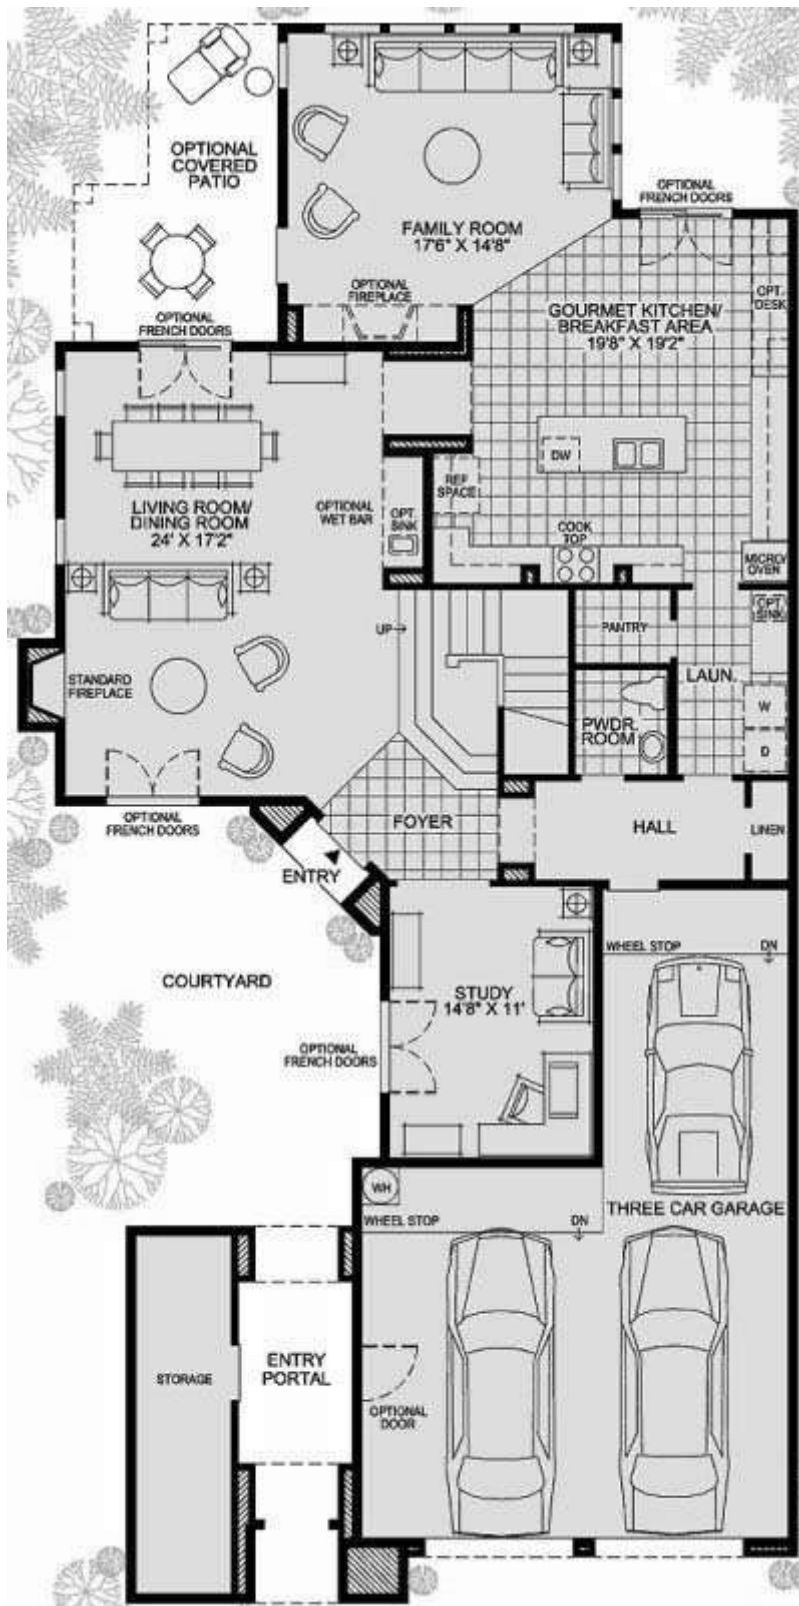 OPTIONAL
COVERED
PATIO
OPTIONAL
FRENCH DOORS
FAMILY ROOM
17'6" X 14'8"
OPTIONAL
FIREPLACE
OPT.
DESK
GOURMET KITCHEN/
BREAKFAST AREA
19'8" X 19'2"
OPTIONAL
FRENCH DOORS
DW
REF
SPACE
LIVING ROOM/
DINING ROOM
24' X 17'2"
OPTIONAL
WET BAR
OPT.
SINK
COOK
TOP
MICRO/
OVEN
OPT.
SINK
UP
PANTRY
STANDARD
FIREPLACE
LAUN.
W
D
PWDR.
ROOM
OPTIONAL
FRENCH DOORS
FOYER
HALL
LINEN
ENTRY
WHEEL STOP
DN
COURTYARD
STUDY
14'8" X 11'
OPTIONAL
FRENCH DOORS
WH
WHEEL STOP
DN
THREE CAR GARAGE
ENTRY
PORTAL
STORAGE
OPTIONAL
DOOR